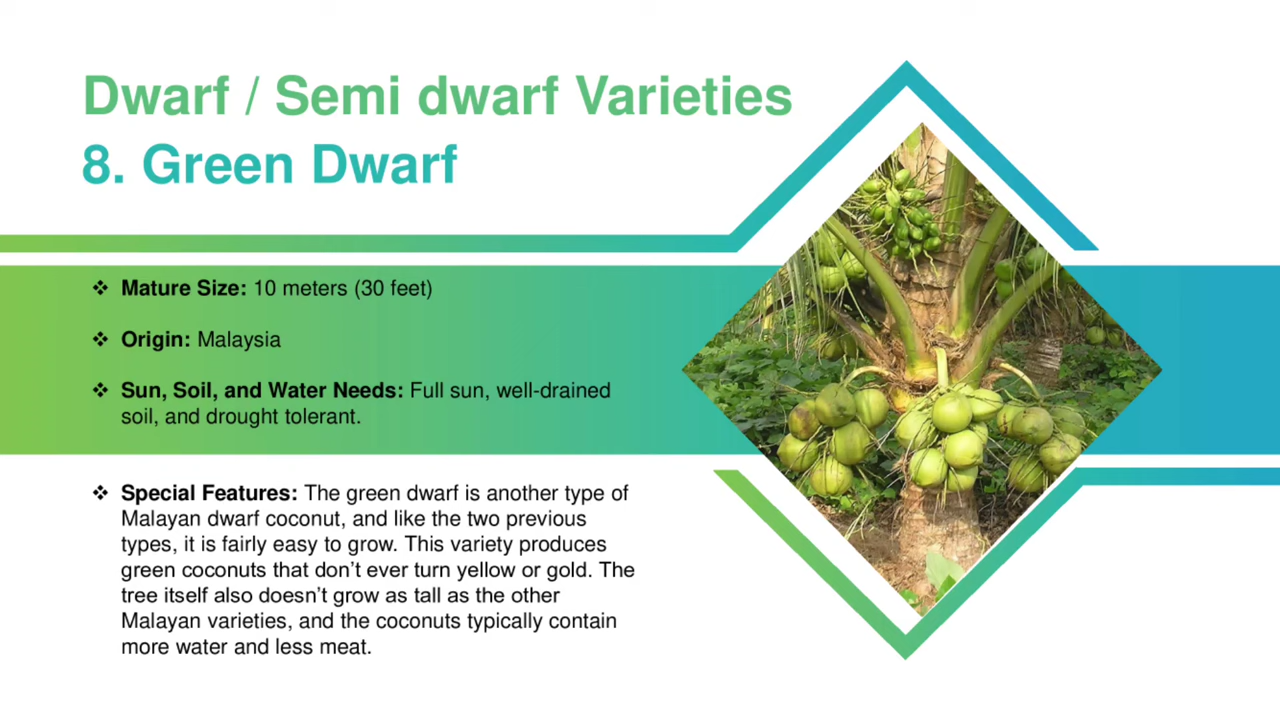 Dwarf / Semi dwarf Varieties
8. Green Dwarf
❖ Mature Size: 10 meters (30 feet)
❖ Origin: Malaysia
❖ Sun, Soil, and Water Needs: Full sun, well-drained
soil, and drought tolerant.
❖ Special Features: The green dwarf is another type of
Malayan dwarf coconut, and like the two previous
types, it is fairly easy to grow. This variety produces
green coconuts that don’t ever turn yellow or gold. The
tree itself also doesn’t grow as tall as the other
Malayan varieties, and the coconuts typically contain
more water and less meat.